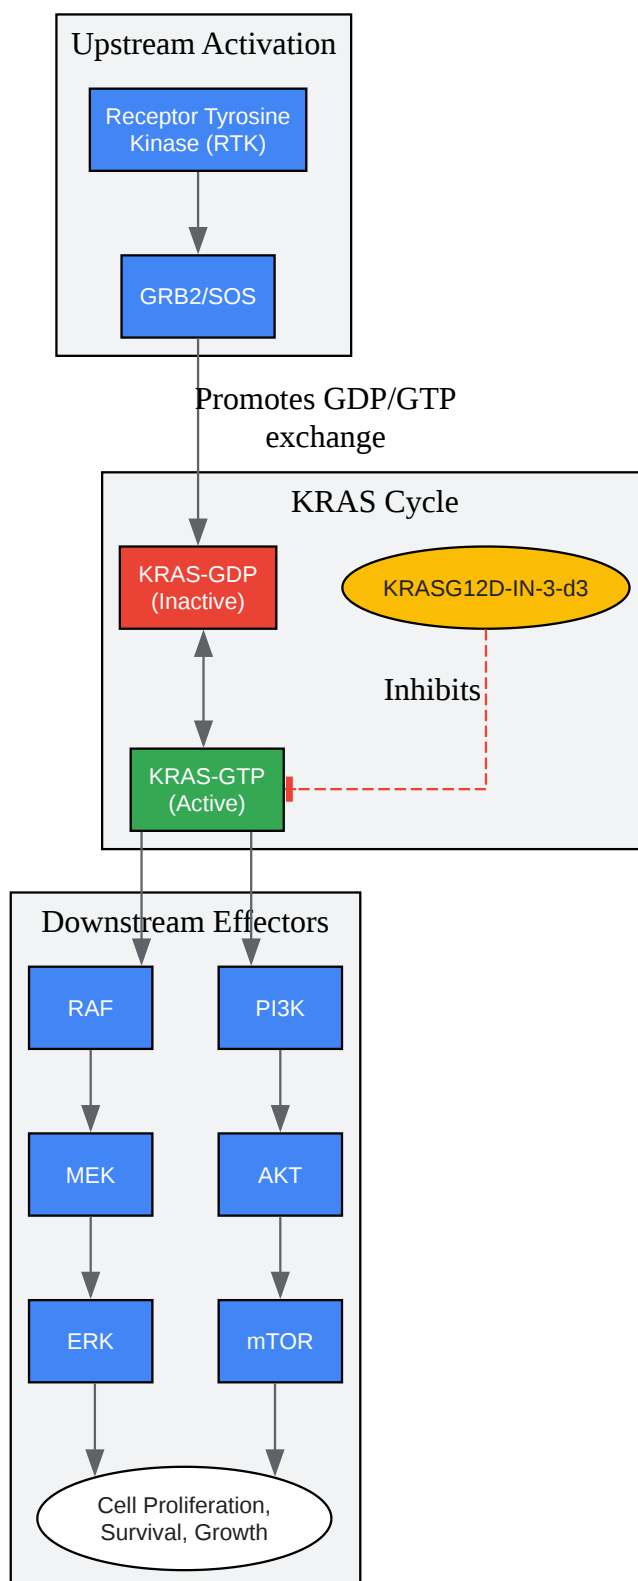 Upstream Activation
Receptor Tyrosine
Kinase (RTK)
GRB2/SOS
Promotes GDP/GTP
exchange
KRAS Cycle
KRAS-GDP
(Inactive)
KRASG12D-IN-3-d3
Inhibits
KRAS-GTP
(Active)
Downstream Effectors
RAF
PI3K
MEK
AKT
ERK
mTOR
Cell Proliferation,
Survival, Growth